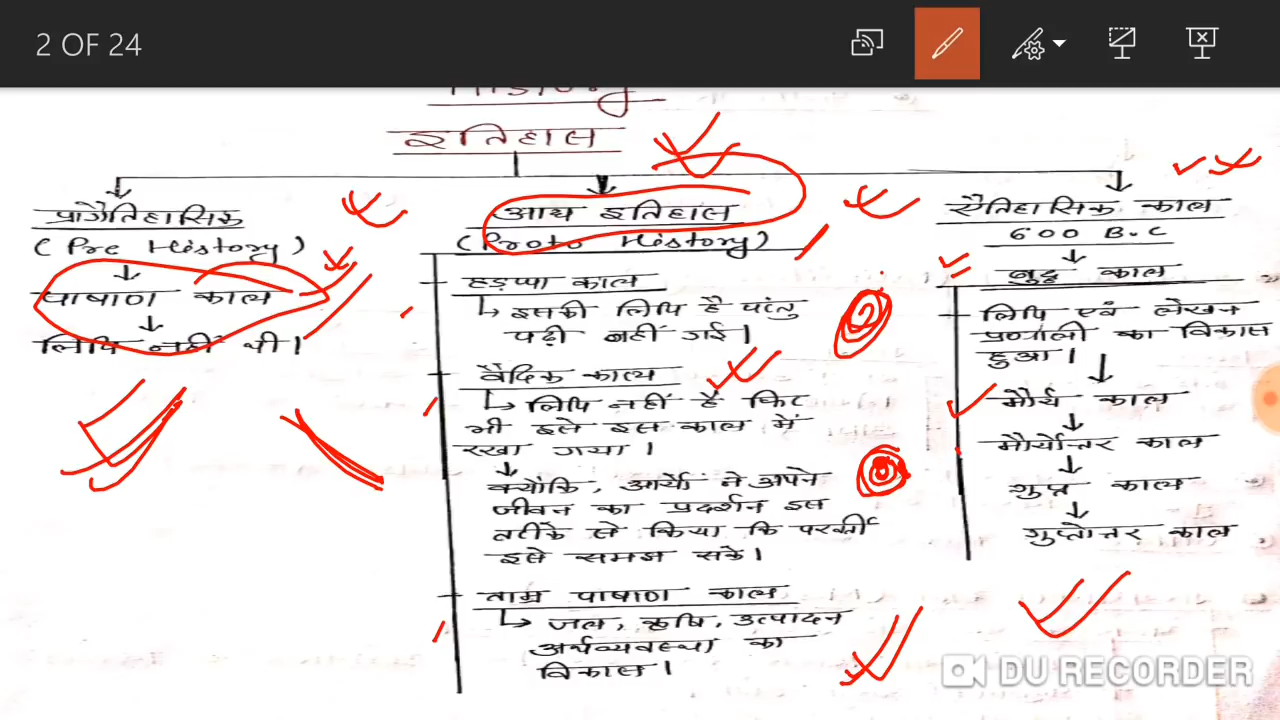 2 OF 24
इतिहास
प्रागैतिहासिक
(Pre History)
पाषाण काल
लिपि नहीं थी।
आद्य इतिहास
(Proto History)
हड़प्पा काल
इसकी लिपि है परंतु
पढ़ी नहीं गई।
2
वैदिक काल
लिपि नहीं है फिर
भी इसे इस काल में
रखा गया।
क्योंकि, आर्यों ने अपने
जीवन का प्रदर्शन इस
तरीके से किया कि परवर्ती
इसे समझ सके।
ताम्र पाषाण काल
जल, कृषि, उत्पादन
अर्थव्यवस्था का
विकास।
ऐतिहासिक काल
600 B.C
बुद्ध काल
लिपि एवं लेखन
प्रणाली का विकास
हुआ।
मौर्य काल
मौर्योत्तर काल
गुप्त काल
गुप्तोत्तर काल
DU RECORDER